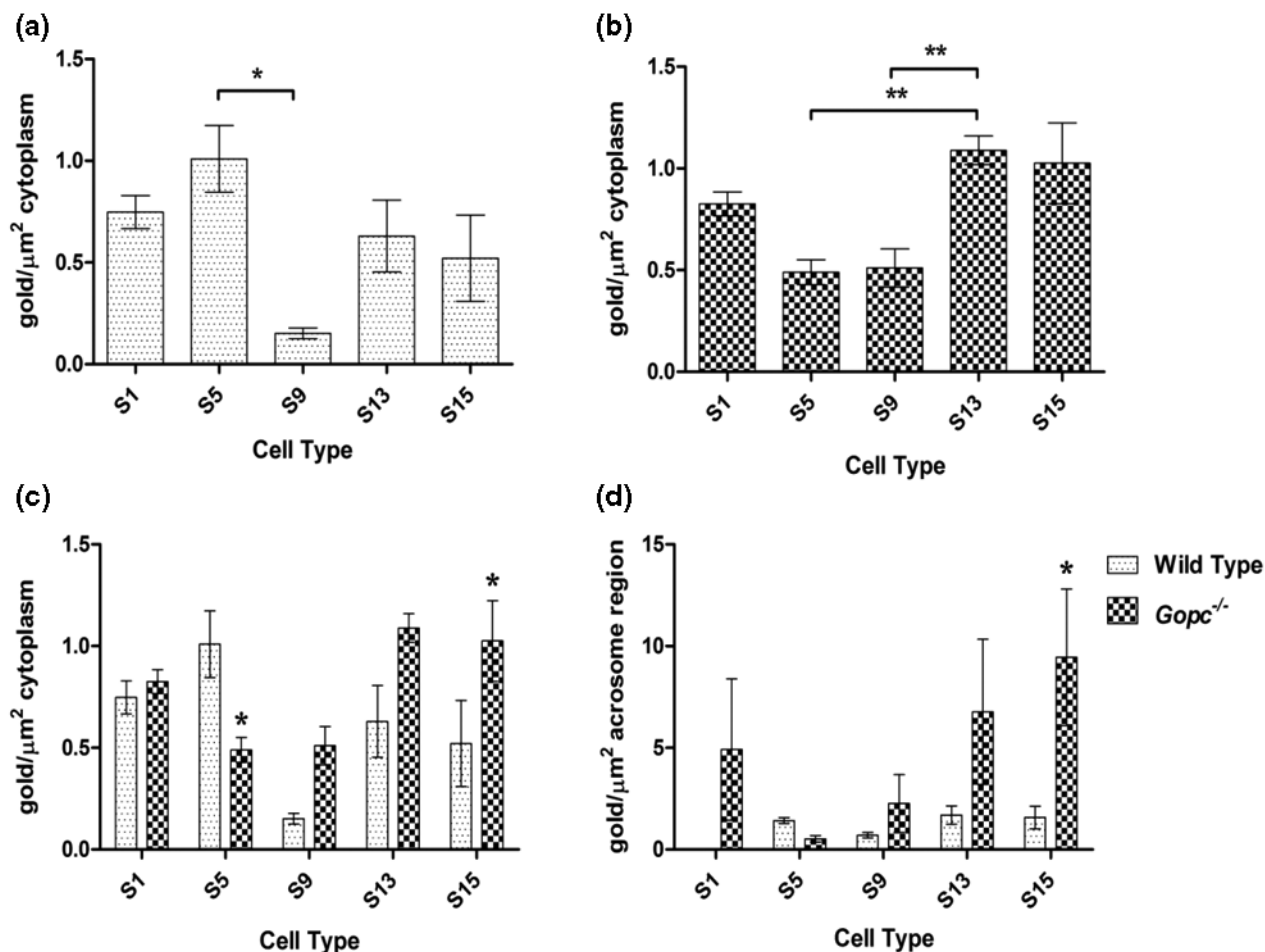 (a)
gold/μm² cytoplasm
1.5
1.0
0.5
0.0
*
S1 S5 S9 S13 S15
Cell Type
(b)
gold/μm² cytoplasm
1.5
1.0
0.5
0.0
**
**
S1 S5 S9 S13 S15
Cell Type
(c)
gold/μm² cytoplasm
1.5
1.0
0.5
0.0
*
*
S1 S5 S9 S13 S15
Cell Type
(d)
gold/μm² acrosome region
15
10
5
0
*
S1 S5 S9 S13 S15
Cell Type
Wild Type
Gopc⁻/⁻